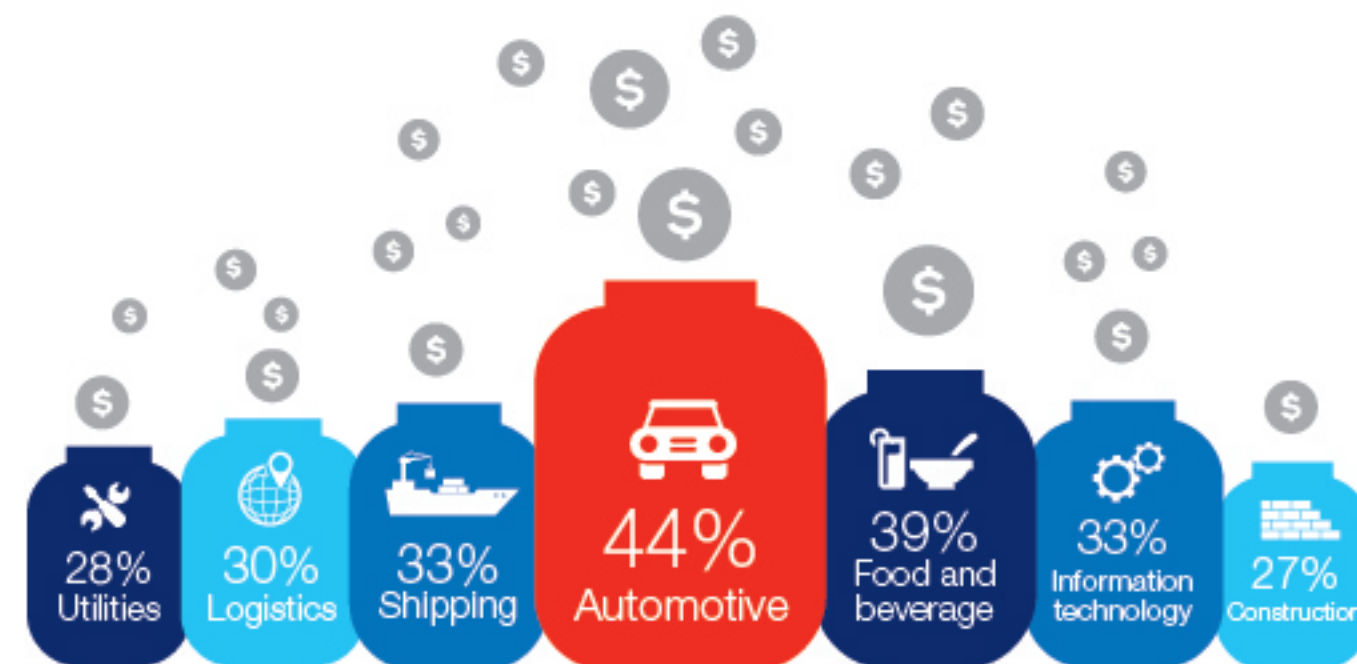 28%
Utilities
30%
Logistics
33%
Shipping
44%
Automotive
39%
Food and
beverage
33%
Information
technology
27%
Construction